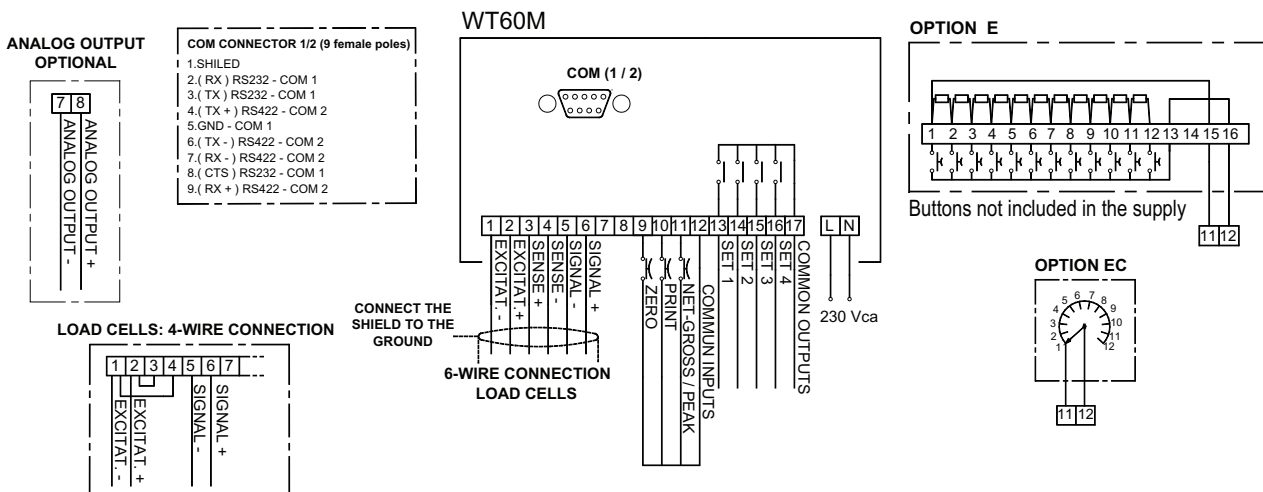 WT60M
ANALOG OUTPUT
OPTIONAL
7 8
ANALOG OUTPUT -
ANALOG OUTPUT +
COM CONNECTOR 1/2 (9 female poles)
1.SHILED
2.( RX ) RS232 - COM 1
3.( TX ) RS232 - COM 1
4.( TX + ) RS422 - COM 2
5.GND - COM 1
6.( TX - ) RS422 - COM 2
7.( RX - ) RS422 - COM 2
8.( CTS ) RS232 - COM 1
9.( RX + ) RS422 - COM 2
COM (1 / 2)
1 2 3 4 5 6 7 8 9 10 11 12 13 14 15 16 17
L N
EXCITAT. -
EXCITAT. +
SENSE +
SENSE -
SIGNAL -
SIGNAL +
ZERO
PRINT
NET-GROSS / PEAK
COMMUN INPUTS
SET 1
SET 2
SET 3
SET 4
COMMON OUTPUTS
230 Vca
CONNECT THE
SHIELD TO THE
GROUND
6-WIRE CONNECTION
LOAD CELLS
LOAD CELLS: 4-WIRE CONNECTION
1 2 3 4 5 6 7
EXCITAT. -
EXCITAT. +
SIGNAL -
SIGNAL +
OPTION E
1 2 3 4 5 6 7 8 9 10 11 12 13 14 15 16
Buttons not included in the supply
11 12
OPTION EC
1 2 3 4 5 6 7 8 9 10 11 12
11 12